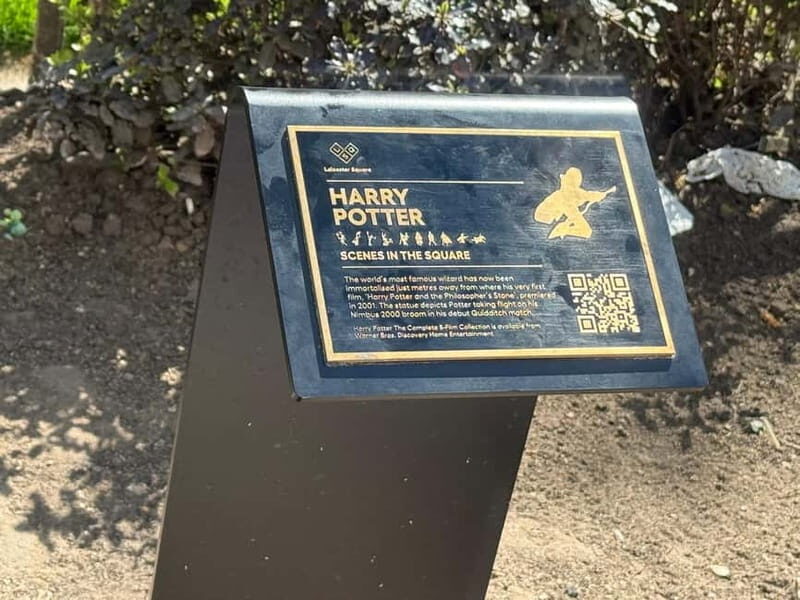 LSQ
Leicester Square
HARRY
POTTER
SCENES IN THE SQUARE
The world's most famous wizard has now been
immortalised just metres away from where his very first
film, 'Harry Potter and the Philosopher's Stone', premiered
in 2001. The statue depicts Potter taking flight on his
Nimbus 2000 broom in his debut Quidditch match.
Harry Potter The Complete 8-Film Collection is available from
Warner Bros. Discovery Home Entertainment